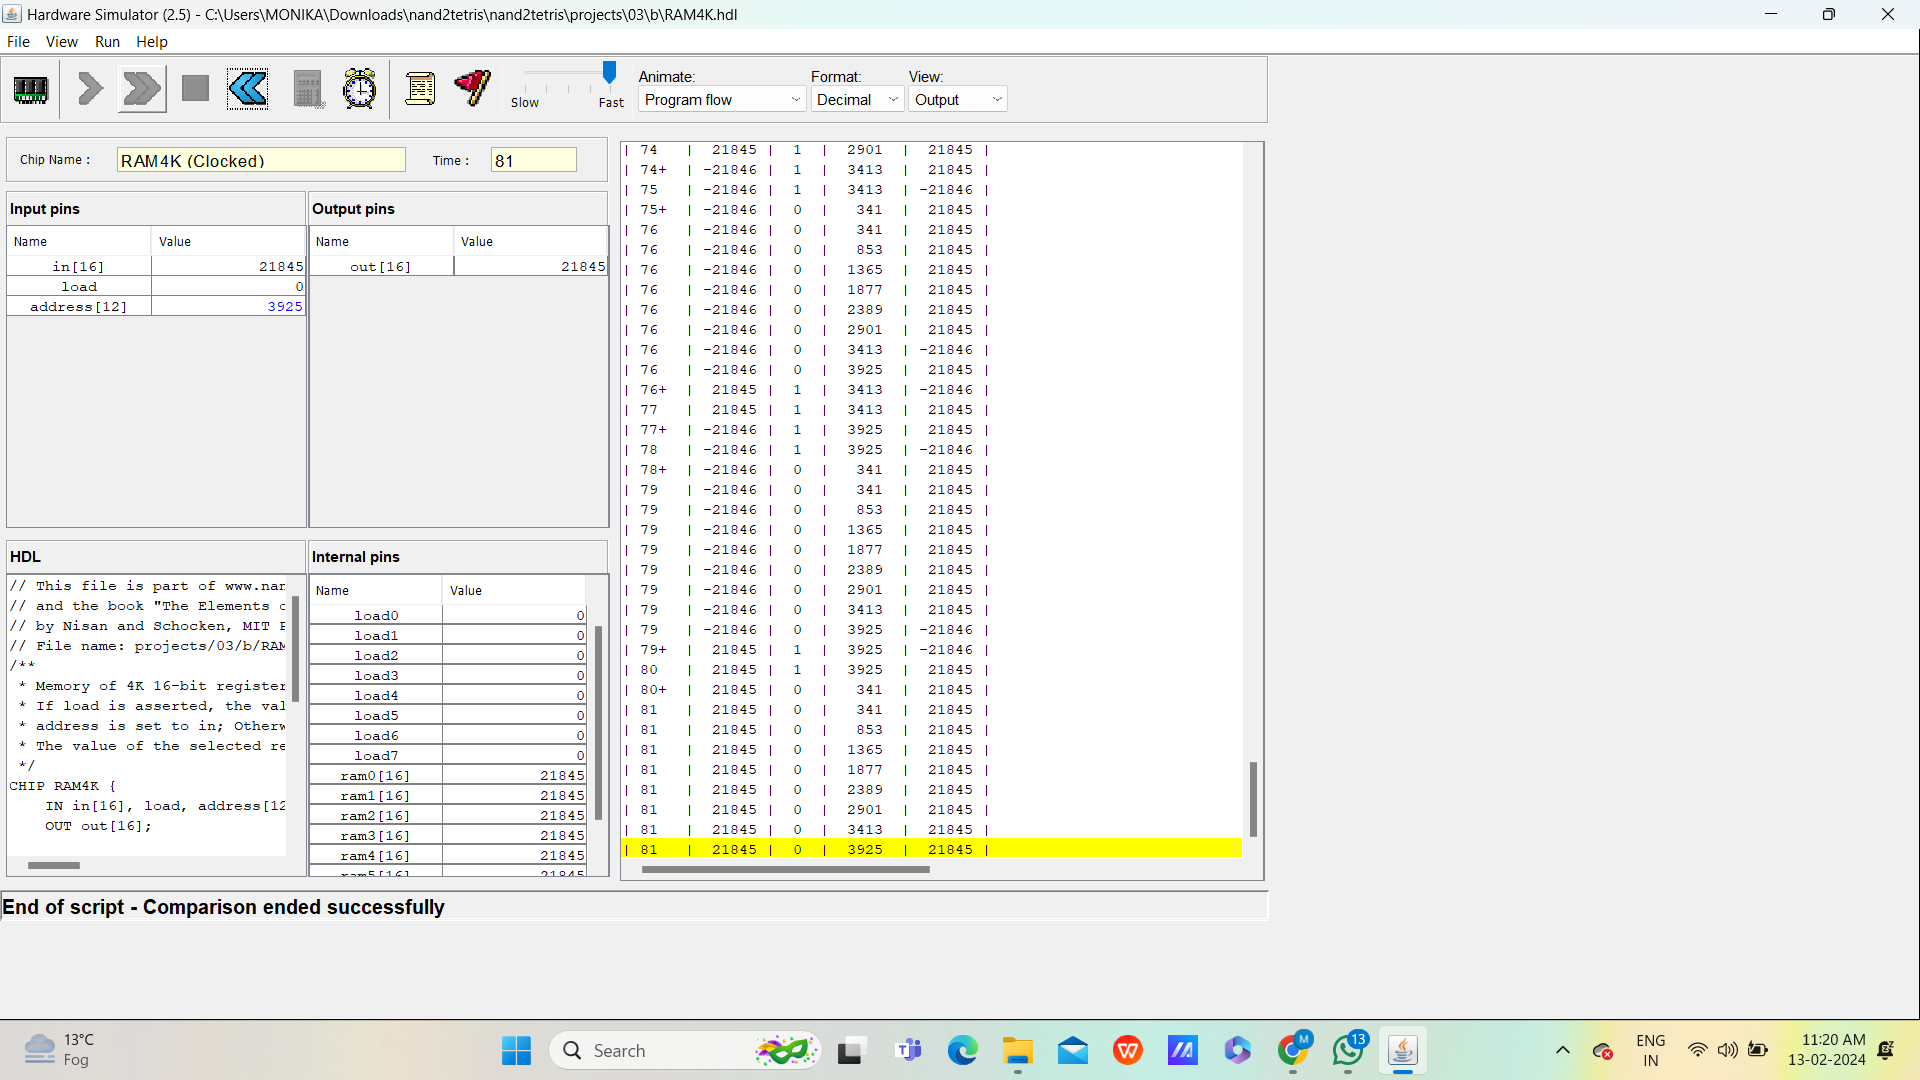 Hardware Simulator (2.5) - C:\Users\MONIKA\Downloads\nand2tetris\nand2tetris\projects\03\b\RAM4K.hdl
File View Run Help
Slow Fast
Animate: Format: View:
Program flow Decimal Output
Chip Name : RAM4K (Clocked) Time : 81
Input pins
Name Value
in[16] 21845
load 0
address[12] 3925
Output pins
Name Value
out[16] 21845
HDL
// This file is part of www.nan
// and the book "The Elements o
// by Nisan and Schocken, MIT P
// File name: projects/03/b/RAM
/**
* Memory of 4K 16-bit register
* If load is asserted, the val
* address is set to in; Otherw
* The value of the selected re
*/
CHIP RAM4K {
IN in[16], load, address[12
OUT out[16];
Internal pins
Name Value
load0 0
load1 0
load2 0
load3 0
load4 0
load5 0
load6 0
load7 0
ram0[16] 21845
ram1[16] 21845
ram2[16] 21845
ram3[16] 21845
ram4[16] 21845
ram5[16] 21845
| 74 | 21845 | 1 | 2901 | 21845 |
| 74+ | -21846 | 1 | 3413 | 21845 |
| 75 | -21846 | 1 | 3413 | -21846 |
| 75+ | -21846 | 0 | 341 | 21845 |
| 76 | -21846 | 0 | 341 | 21845 |
| 76 | -21846 | 0 | 853 | 21845 |
| 76 | -21846 | 0 | 1365 | 21845 |
| 76 | -21846 | 0 | 1877 | 21845 |
| 76 | -21846 | 0 | 2389 | 21845 |
| 76 | -21846 | 0 | 2901 | 21845 |
| 76 | -21846 | 0 | 3413 | -21846 |
| 76 | -21846 | 0 | 3925 | 21845 |
| 76+ | 21845 | 1 | 3413 | -21846 |
| 77 | 21845 | 1 | 3413 | 21845 |
| 77+ | -21846 | 1 | 3925 | 21845 |
| 78 | -21846 | 1 | 3925 | -21846 |
| 78+ | -21846 | 0 | 341 | 21845 |
| 79 | -21846 | 0 | 341 | 21845 |
| 79 | -21846 | 0 | 853 | 21845 |
| 79 | -21846 | 0 | 1365 | 21845 |
| 79 | -21846 | 0 | 1877 | 21845 |
| 79 | -21846 | 0 | 2389 | 21845 |
| 79 | -21846 | 0 | 2901 | 21845 |
| 79 | -21846 | 0 | 3413 | 21845 |
| 79 | -21846 | 0 | 3925 | -21846 |
| 79+ | 21845 | 1 | 3925 | -21846 |
| 80 | 21845 | 1 | 3925 | 21845 |
| 80+ | 21845 | 0 | 341 | 21845 |
| 81 | 21845 | 0 | 341 | 21845 |
| 81 | 21845 | 0 | 853 | 21845 |
| 81 | 21845 | 0 | 1365 | 21845 |
| 81 | 21845 | 0 | 1877 | 21845 |
| 81 | 21845 | 0 | 2389 | 21845 |
| 81 | 21845 | 0 | 2901 | 21845 |
| 81 | 21845 | 0 | 3413 | 21845 |
| 81 | 21845 | 0 | 3925 | 21845 |
End of script - Comparison ended successfully
13°C
Fog
Search
M
13
ENG
IN
11:20 AM
13-02-2024